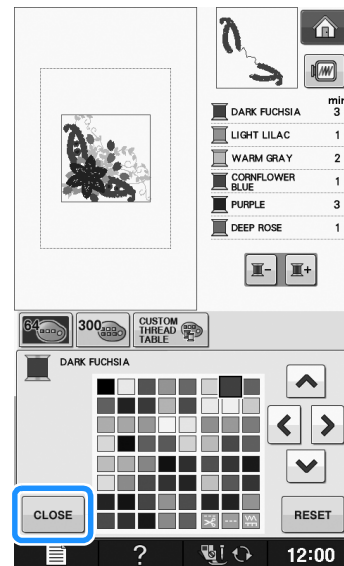 min
DARK FUCHSIA 3
LIGHT LILAC 1
WARM GRAY 2
CORNFLOWER
BLUE 1
PURPLE 3
DEEP ROSE 1
- +
64 300 CUSTOM
THREAD
TABLE
DARK FUCHSIA
CLOSE RESET
? 12:00